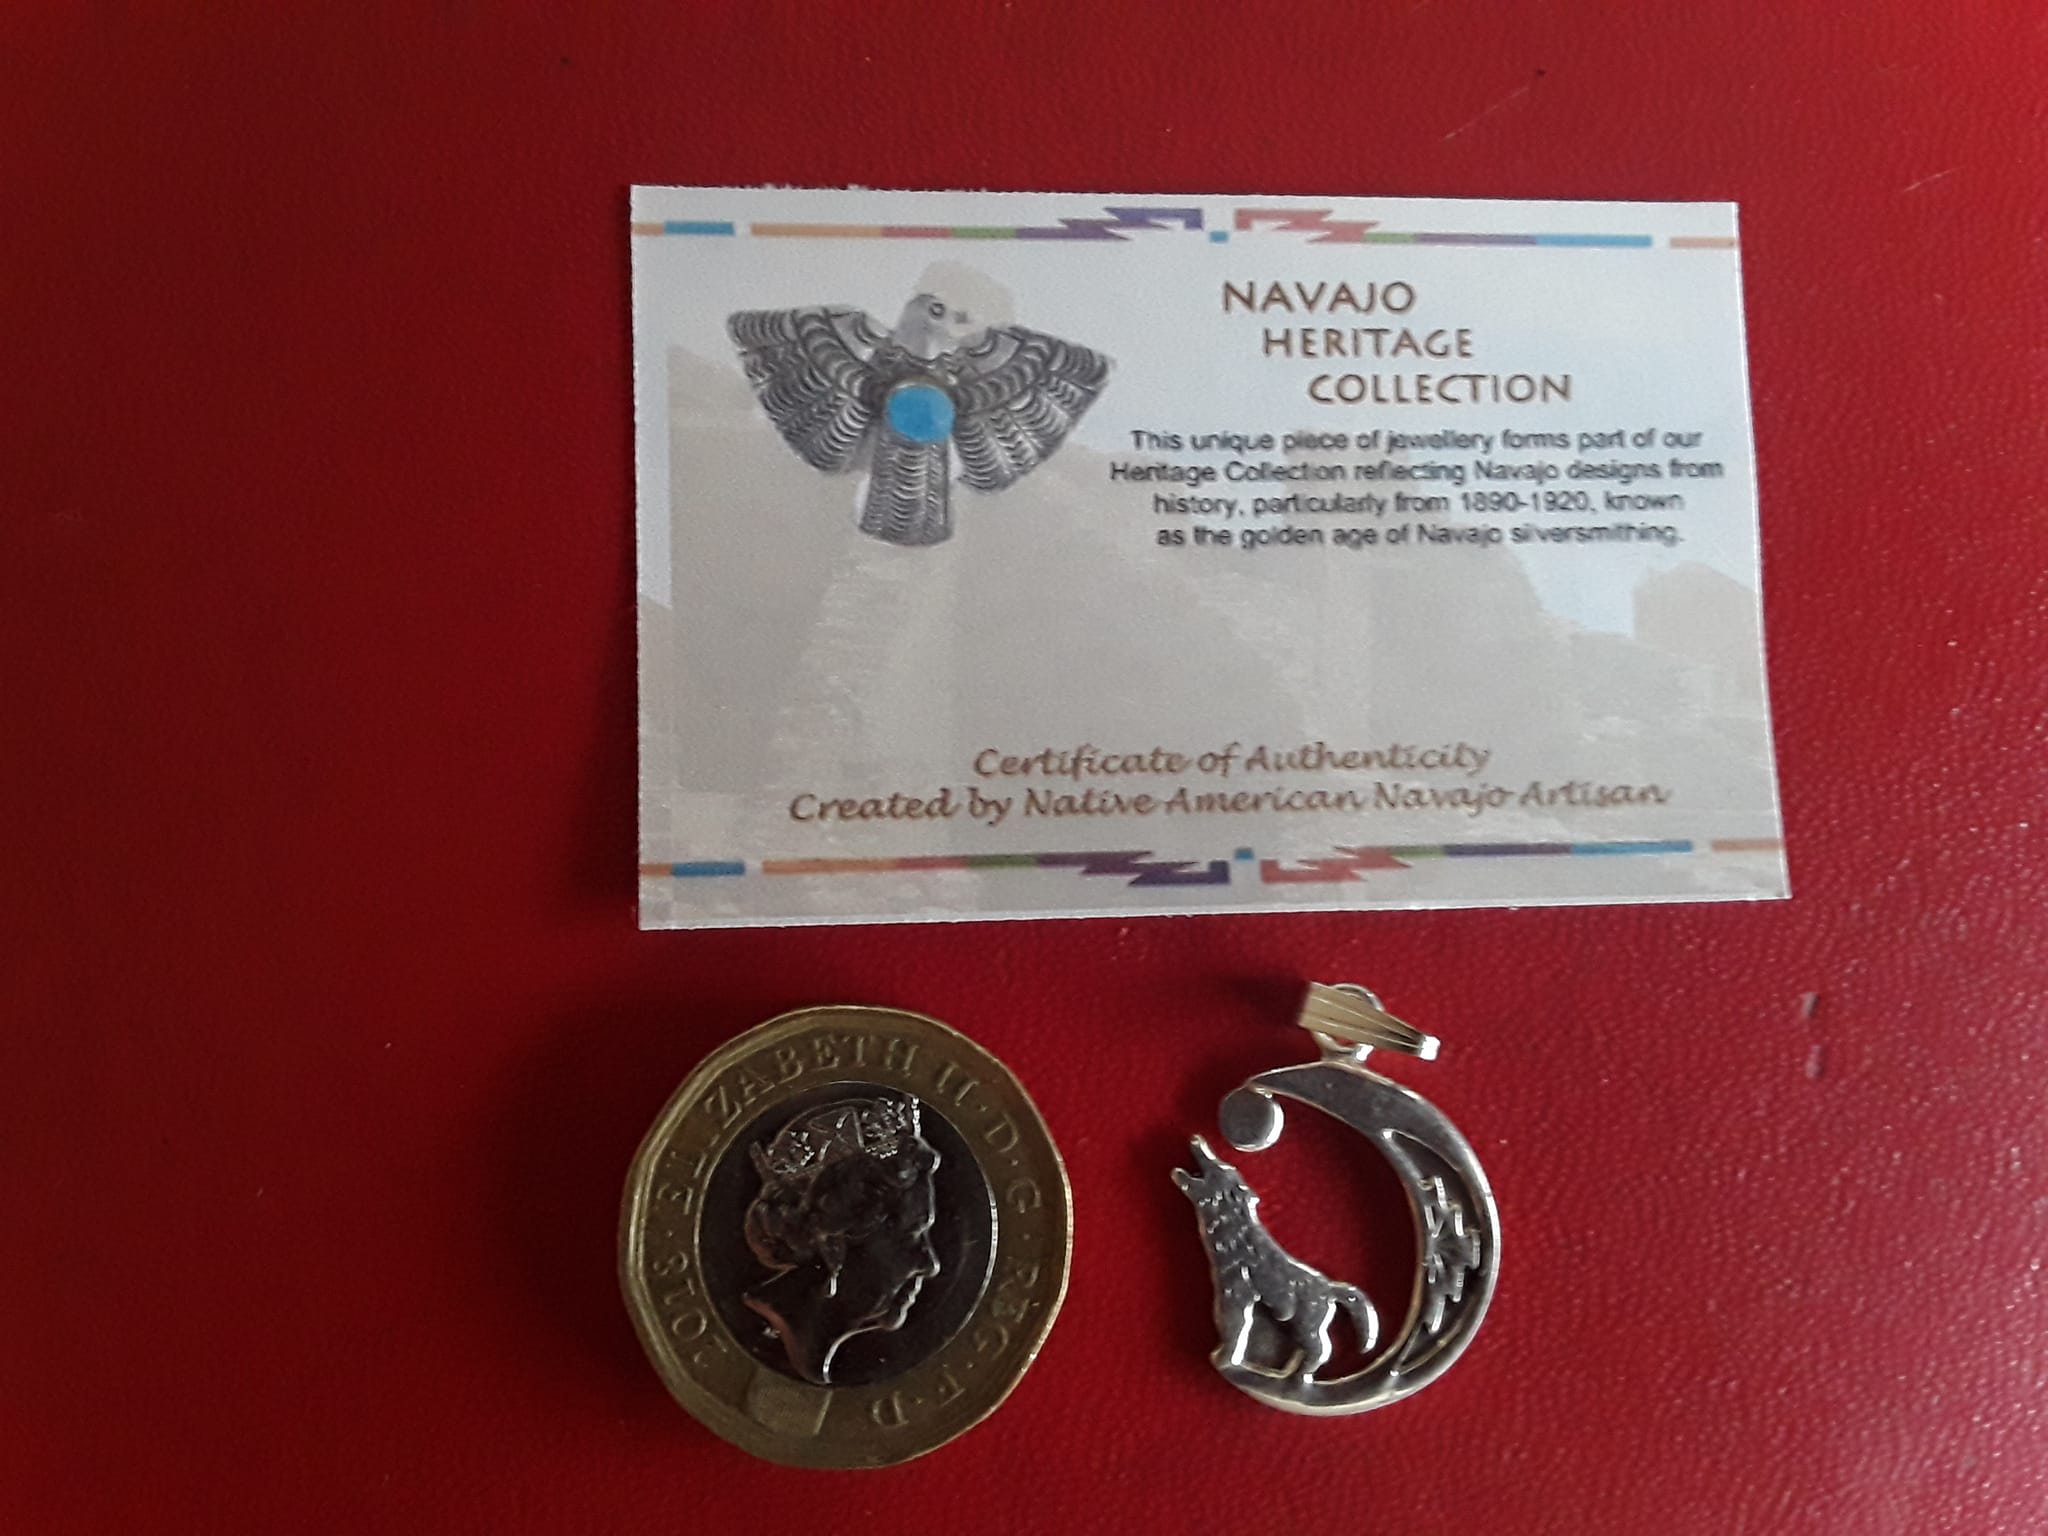 NAVAJO
HERITAGE
COLLECTION
This unique piece of jewellery forms part of our
Heritage Collection reflecting Navajo designs from
history, particularly from 1890-1920, known
as the golden age of Navajo silversmithing.
Certificate of Authenticity
Created by Native American Navajo Artisan
2018 · ELIZABETH II · D · G · REG · F · D